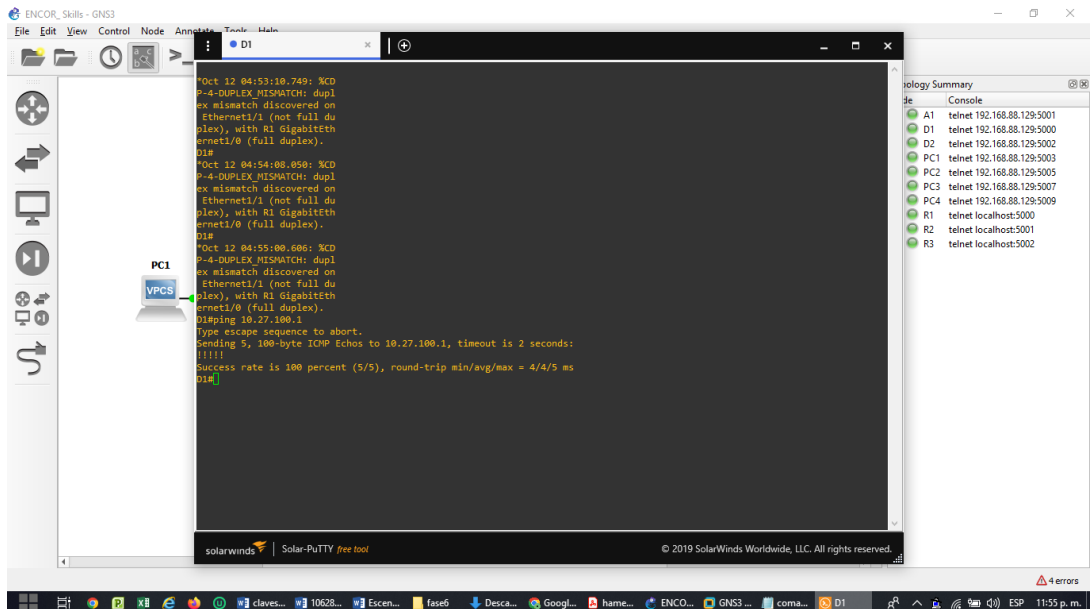 ENCOR_Skills - GNS3
File Edit View Control Node Annotate Tools Help
D1
*Oct 12 04:53:10.749: %CD
P-4-DUPLEX_MISMATCH: dupl
ex mismatch discovered on
Ethernet1/1 (not full du
plex), with R1 GigabitEth
ernet1/0 (full duplex).
D1#
*Oct 12 04:54:08.050: %CD
P-4-DUPLEX_MISMATCH: dupl
ex mismatch discovered on
Ethernet1/1 (not full du
plex), with R1 GigabitEth
ernet1/0 (full duplex).
D1#
*Oct 12 04:55:00.606: %CD
P-4-DUPLEX_MISMATCH: dupl
ex mismatch discovered on
Ethernet1/1 (not full du
plex), with R1 GigabitEth
ernet1/0 (full duplex).
D1#ping 10.27.100.1
Type escape sequence to abort.
Sending 5, 100-byte ICMP Echos to 10.27.100.1, timeout is 2 seconds:
!!!!!
Success rate is 100 percent (5/5), round-trip min/avg/max = 4/4/5 ms
D1#
solarwinds Solar-PuTTY free tool © 2019 SolarWinds Worldwide, LLC. All rights reserved.
PC1
VPCS
ology Summary
de Console
A1 telnet 192.168.88.129:5001
D1 telnet 192.168.88.129:5000
D2 telnet 192.168.88.129:5002
PC1 telnet 192.168.88.129:5003
PC2 telnet 192.168.88.129:5005
PC3 telnet 192.168.88.129:5007
PC4 telnet 192.168.88.129:5009
R1 telnet localhost:5000
R2 telnet localhost:5001
R3 telnet localhost:5002
4 errors
claves... 10628... Escen... fase6 Desca... Googl... hame... ENCO... GNS3 ... coma... D1 ESP 11:55 p. m.